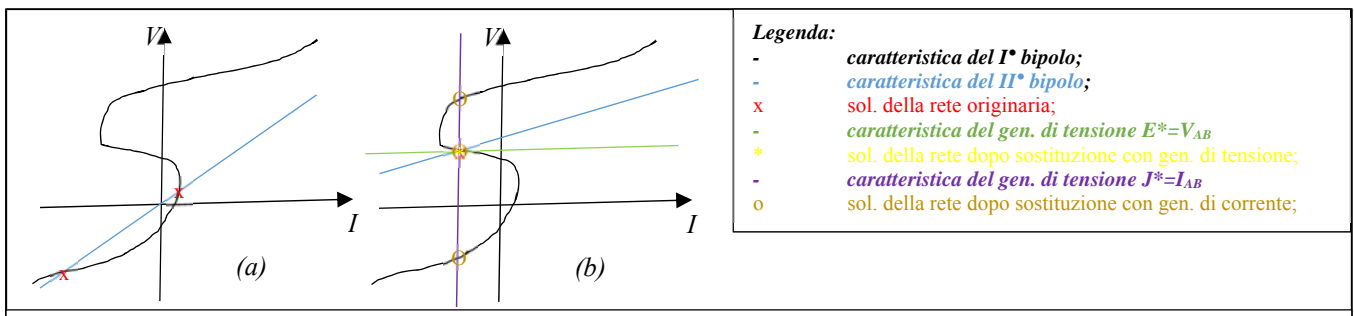 V
I
(a)
V
I
(b)
Legenda:
- caratteristica del I• bipolo;
- caratteristica del II• bipolo;
x sol. della rete originaria;
- caratteristica del gen. di tensione E*=VAB
* sol. della rete dopo sostituzione con gen. di tensione;
- caratteristica del gen. di tensione J*=IAB
o sol. della rete dopo sostituzione con gen. di corrente;